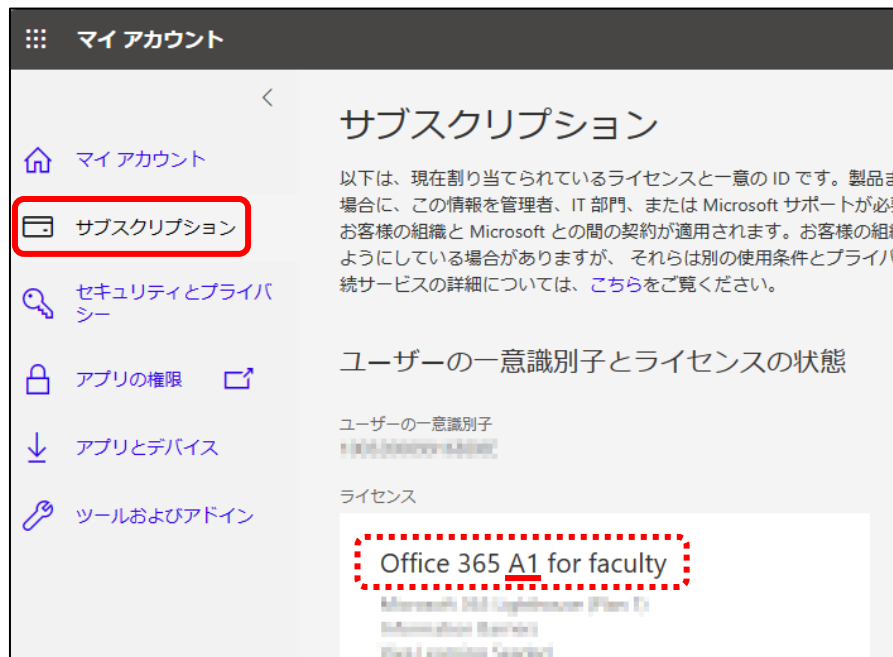 マイ アカウント
マイ アカウント
サブスクリプション
セキュリティとプライバ
シー
アプリの権限
アプリとデバイス
ツールおよびアドイン
サブスクリプション
以下は、現在割り当てられているライセンスと一意の ID です。製品
場合に、この情報を管理者、IT 部門、または Microsoft サポートが必
お客様の組織と Microsoft との間の契約が適用されます。お客様の組
ようにしている場合がありますが、 それらは別の使用条件とプライバ
続サービスの詳細については、こちらをご覧ください。
ユーザーの一意識別子とライセンスの状態
ユーザーの一意識別子
ライセンス
Office 365 A1 for faculty